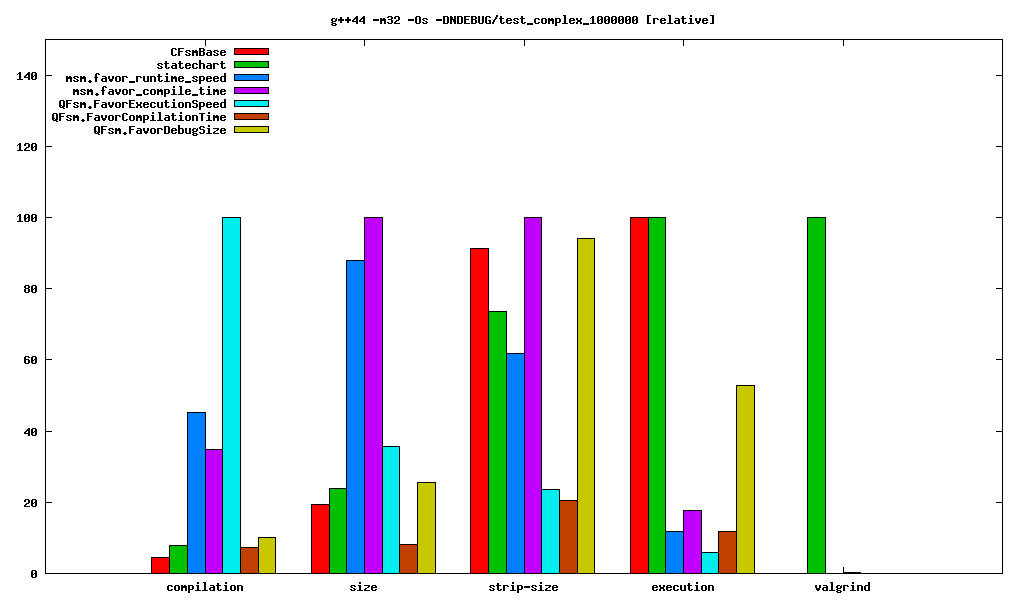 g++44 -m32 -Os -DNDEBUG/test_complex_1000000 [relative]
CFsmBase
statechart
msm.favor_runtime_speed
msm.favor_compile_time
QFsm.FavorExecutionSpeed
QFsm.FavorCompilationTime
QFsm.FavorDebugSize
140
120
100
80
60
40
20
0
compilation size strip-size execution valgrind